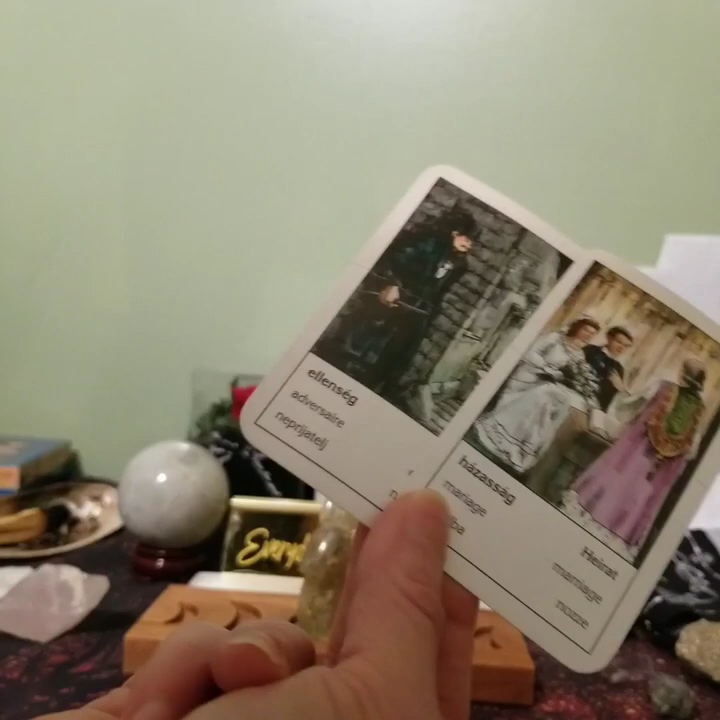 ellenség
adversaire
neprijatelj
házasság
mariage
Heirat
marriage
nozze